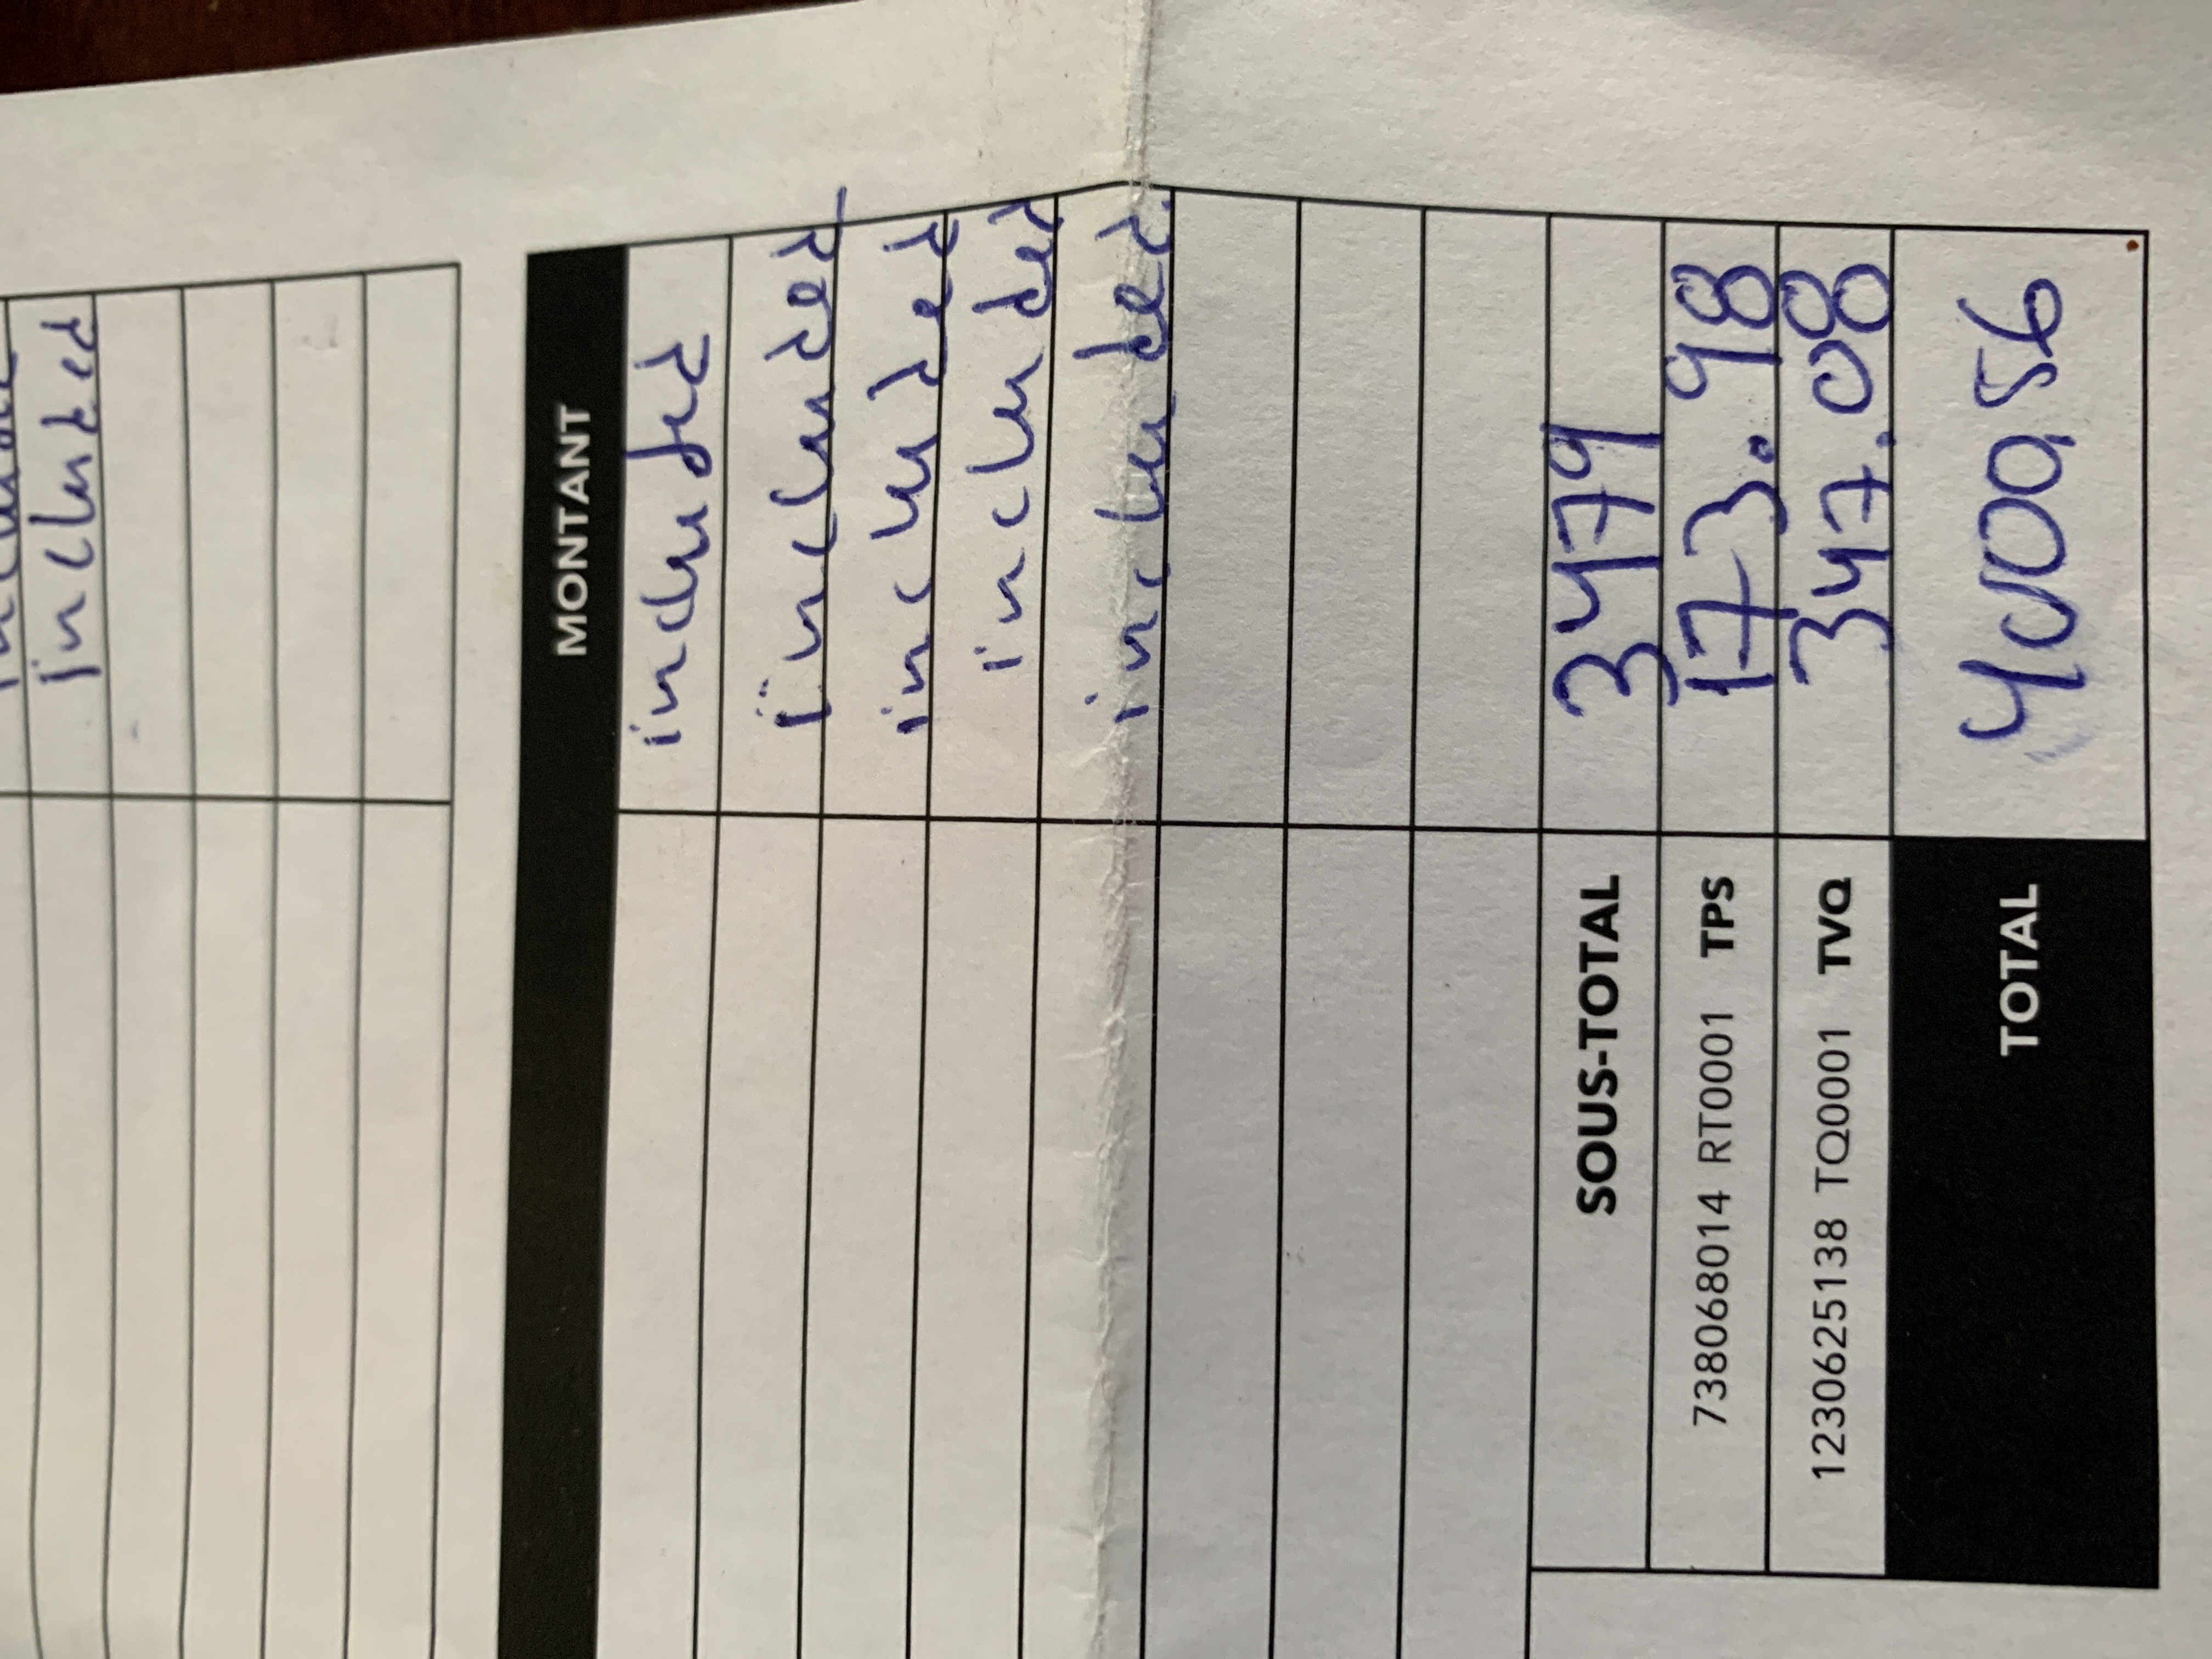 included
MONTANT
included
included
included
included
included
SOUS-TOTAL 3479
738068014 RT0001 TPS 173.98
1230625138 TQ0001 TVQ 347.08
TOTAL 4000,56